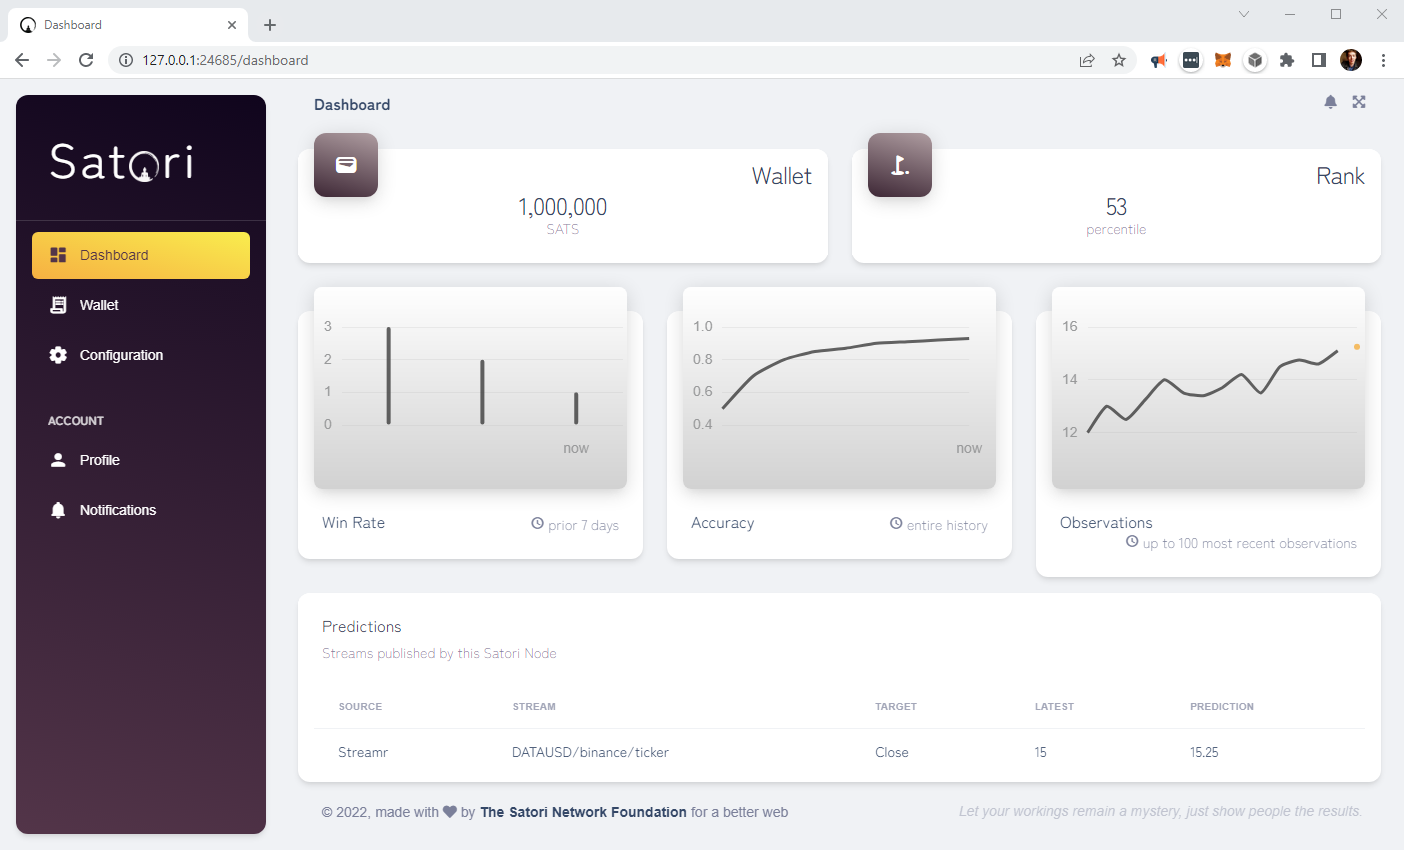 Dashboard
127.0.0.1:24685/dashboard
Satori
Dashboard
Wallet
Configuration
ACCOUNT
Profile
Notifications
Dashboard
Wallet
1,000,000
SATS
Rank
53
percentile
3
2
1
0
now
Win Rate
prior 7 days
1.0
0.8
0.6
0.4
now
Accuracy
entire history
16
14
12
Observations
up to 100 most recent observations
Predictions
Streams published by this Satori Node
SOURCE STREAM TARGET LATEST PREDICTION
Streamr DATAUSD/binance/ticker Close 15 15.25
© 2022, made with by The Satori Network Foundation for a better web
Let your workings remain a mystery, just show people the results.